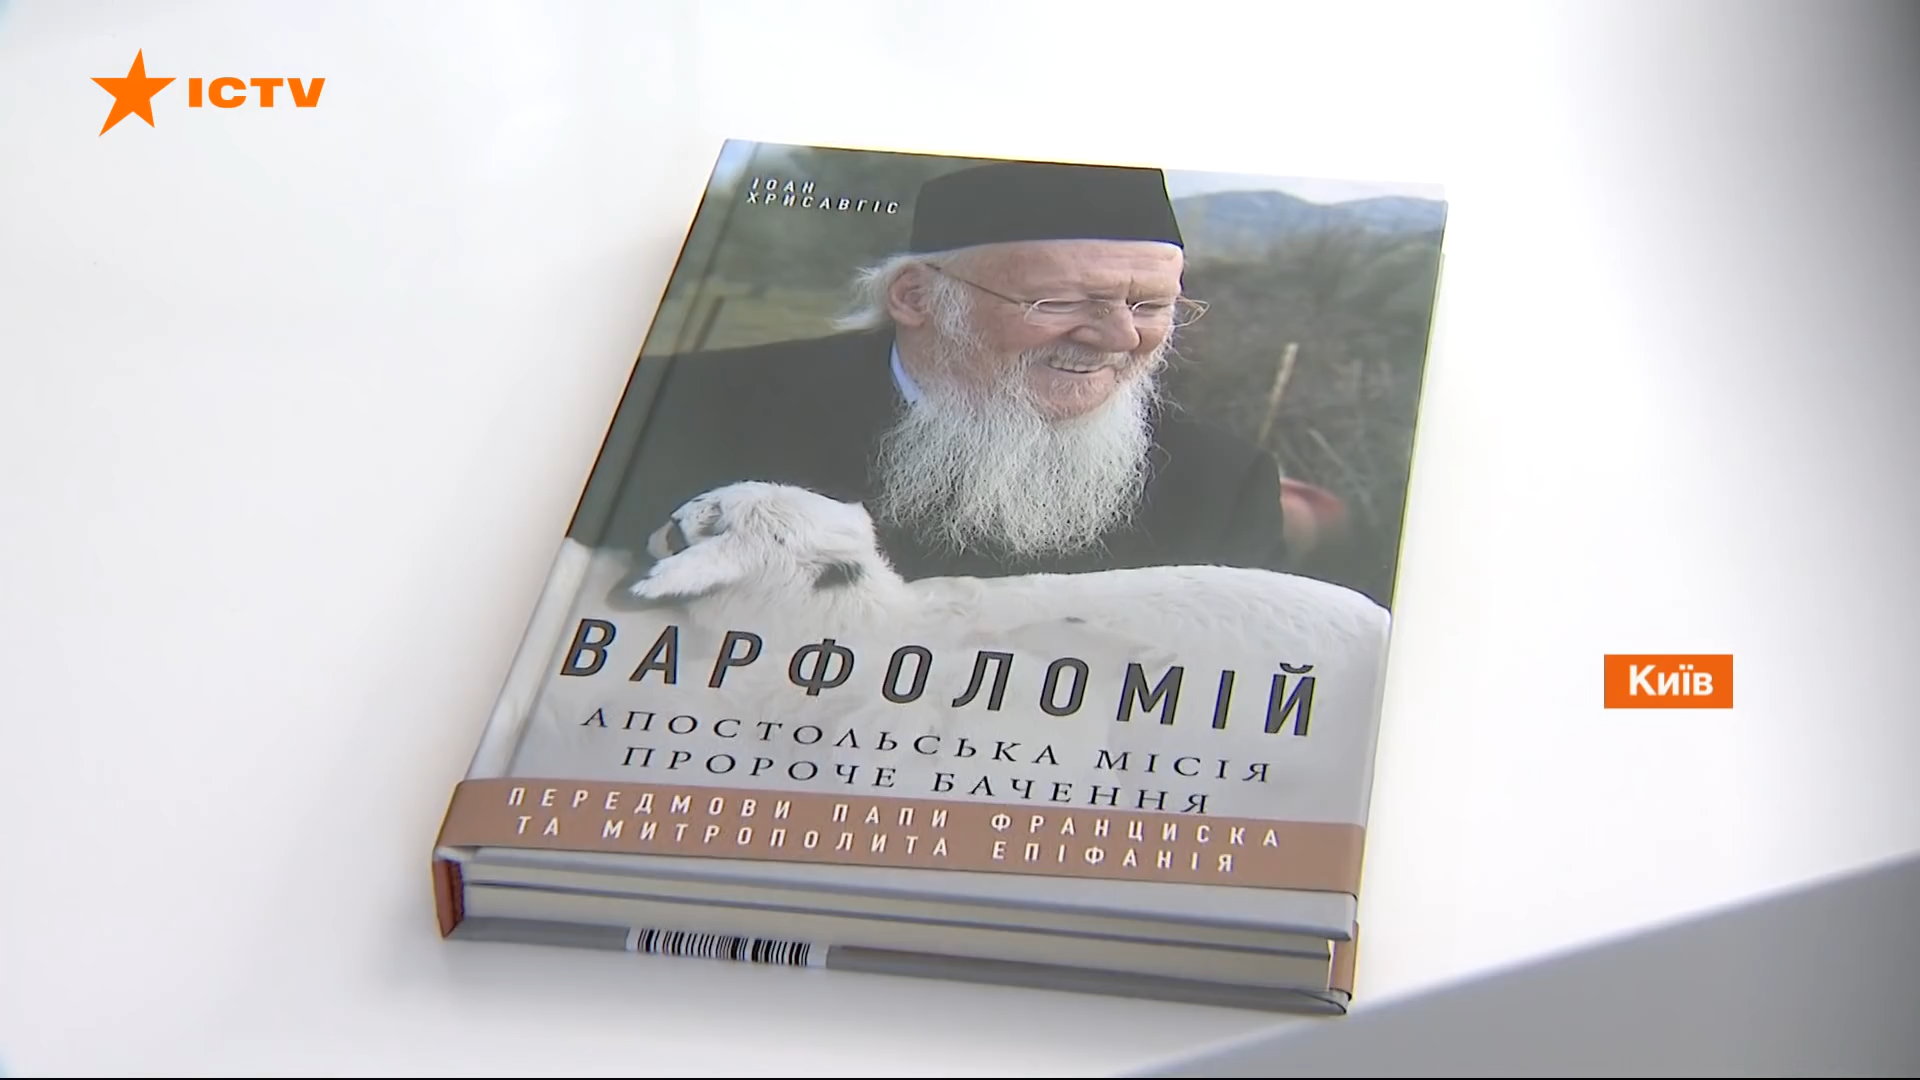 ICTV
ІОАН
ХРИСАВГІС
ВАРФОЛОМІЙ
АПОСТОЛЬСЬКА МІСІЯ
ПРОРОЧЕ БАЧЕННЯ
ПЕРЕДМОВИ ПАПИ ФРАНЦИСКА
ТА МИТРОПОЛИТА ЕПІФАНІЯ
Київ